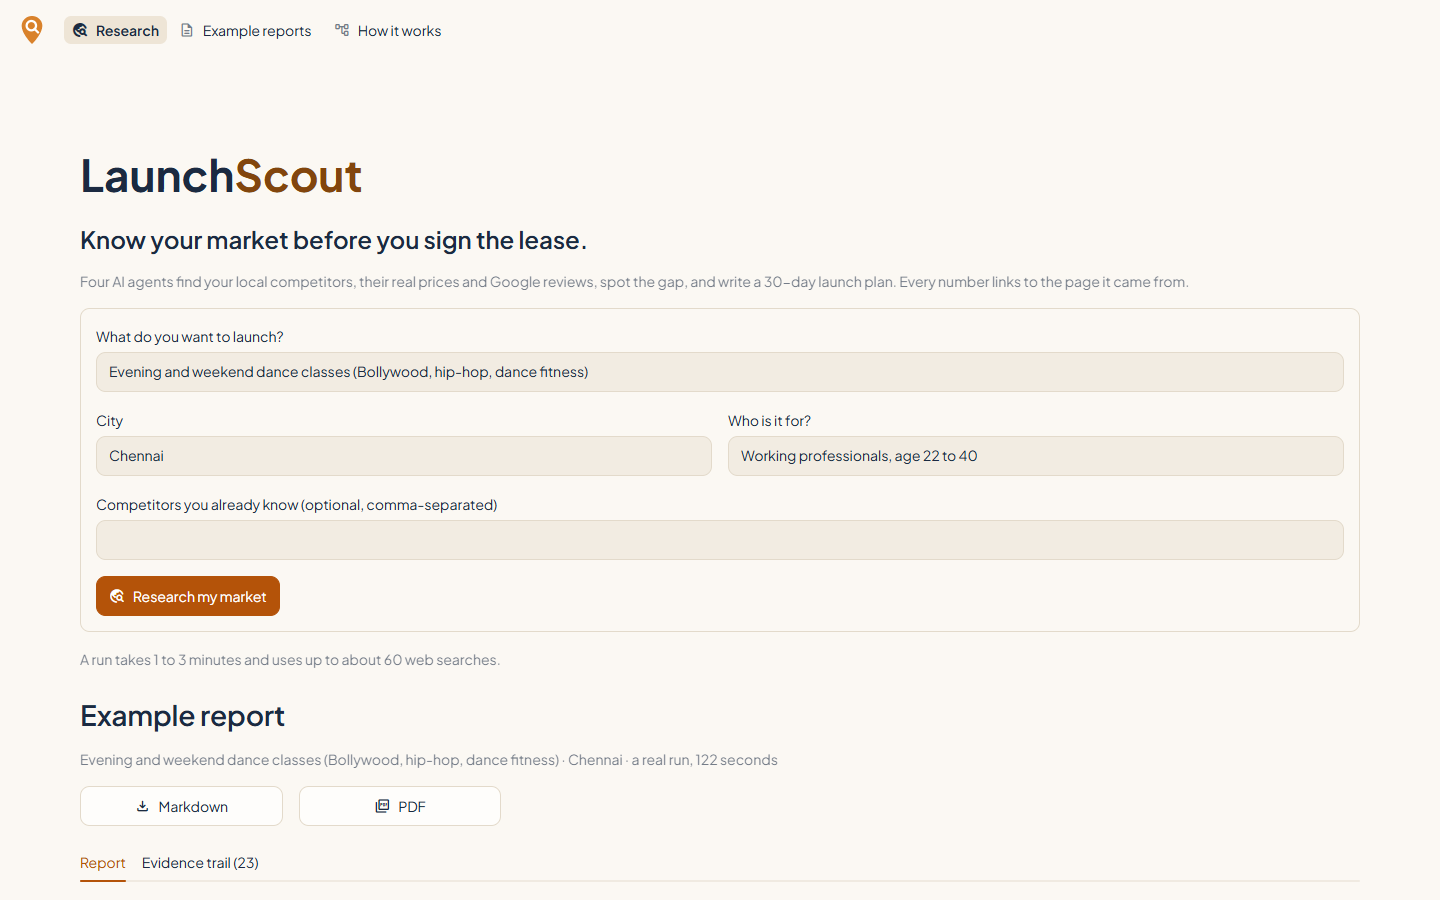 Research
Example reports
How it works
LaunchScout
Know your market before you sign the lease.
Four AI agents find your local competitors, their real prices and Google reviews, spot the gap, and write a 30-day launch plan. Every number links to the page it came from.
What do you want to launch?
Evening and weekend dance classes (Bollywood, hip-hop, dance fitness)
City
Who is it for?
Chennai
Working professionals, age 22 to 40
Competitors you already know (optional, comma-separated)
Research my market
A run takes 1 to 3 minutes and uses up to about 60 web searches.
Example report
Evening and weekend dance classes (Bollywood, hip-hop, dance fitness) · Chennai · a real run, 122 seconds
Markdown
PDF
Report
Evidence trail (23)